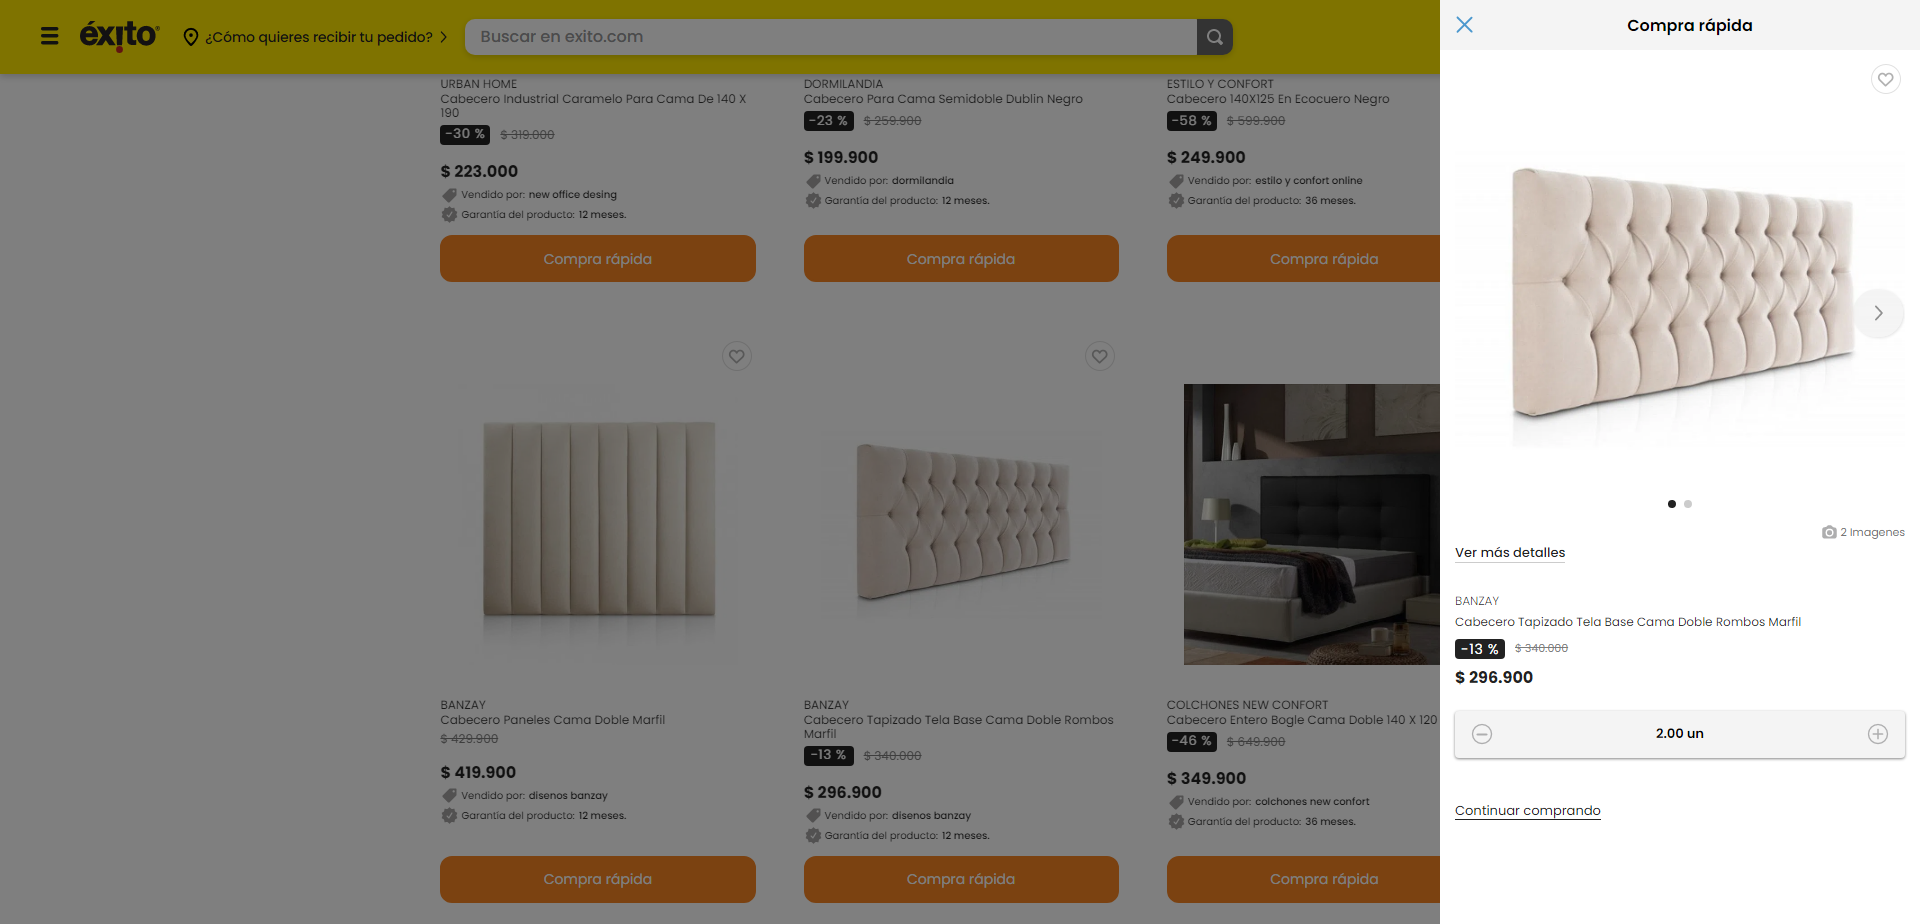 éxito
¿Cómo quieres recibir tu pedido?
Buscar en exito.com
URBAN HOME
Cabecero Industrial Caramelo Para Cama De 140 X
190
-30 % $ 319.000
$ 223.000
Vendido por: new office desing
Garantía del producto: 12 meses.
Compra rápida
DORMILANDIA
Cabecero Para Cama Semidoble Dublin Negro
-23 % $ 259.900
$ 199.900
Vendido por: dormilandia
Garantía del producto: 12 meses.
Compra rápida
ESTILO Y CONFORT
Cabecero 140X125 En Ecocuero Negro
-58 % $ 599.900
$ 249.900
Vendido por: estilo y confort online
Garantía del producto: 36 meses.
Compra rápida
BANZAY
Cabecero Paneles Cama Doble Marfil
$ 429.900
$ 419.900
Vendido por: disenos banzay
Garantía del producto: 12 meses.
Compra rápida
BANZAY
Cabecero Tapizado Tela Base Cama Doble Rombos
Marfil
-13 % $ 340.000
$ 296.900
Vendido por: disenos banzay
Garantía del producto: 12 meses.
Compra rápida
COLCHONES NEW CONFORT
Cabecero Entero Bogle Cama Doble 140 X 120
-46 % $ 649.900
$ 349.900
Vendido por: colchones new confort
Garantía del producto: 36 meses.
Compra rápida
Compra rápida
2 Imagenes
Ver más detalles
BANZAY
Cabecero Tapizado Tela Base Cama Doble Rombos Marfil
-13 % $ 340.000
$ 296.900
2.00 un
Continuar comprando